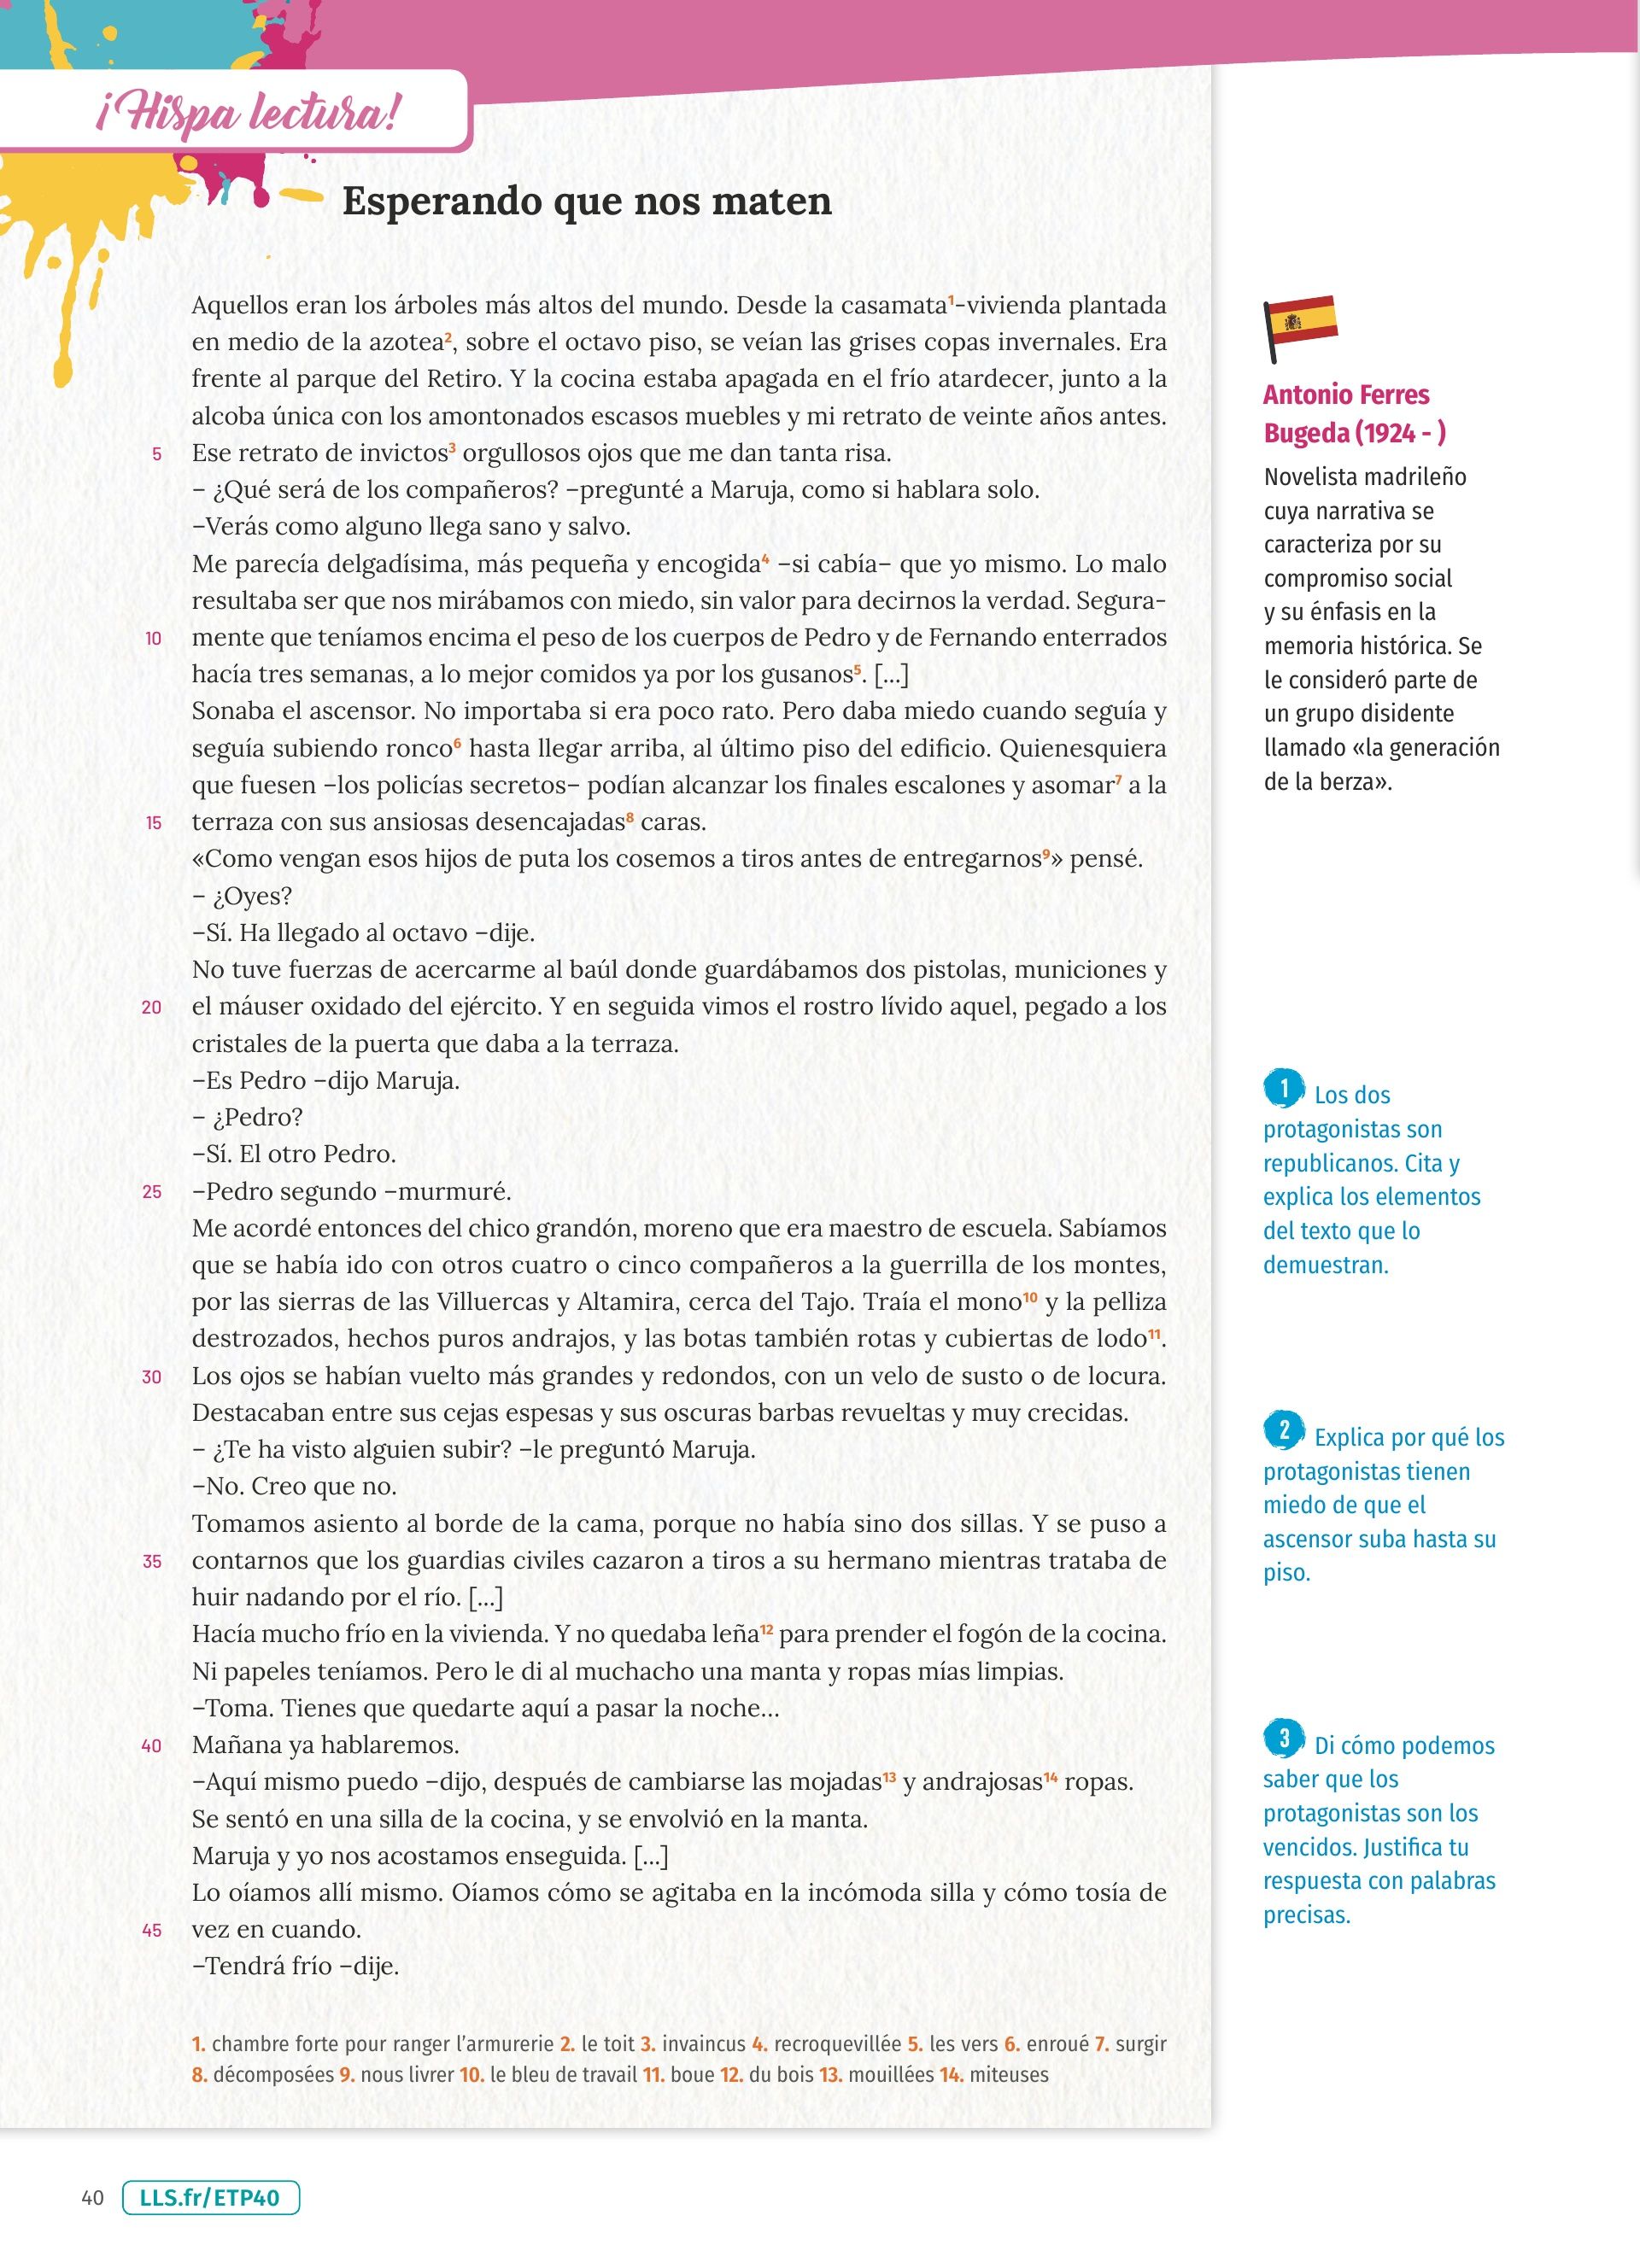 ¡Hispa lectura!
Esperando que nos maten
Aquellos eran los árboles más altos del mundo. Desde la casamata¹-vivienda plantada
en medio de la azotea², sobre el octavo piso, se veían las grises copas invernales. Era
frente al parque del Retiro. Y la cocina estaba apagada en el frío atardecer, junto a la
alcoba única con los amontonados escasos muebles y mi retrato de veinte años antes.
5 Ese retrato de invictos³ orgullosos ojos que me dan tanta risa.
– ¿Qué será de los compañeros? –pregunté a Maruja, como si hablara solo.
–Verás como alguno llega sano y salvo.
Me parecía delgadísima, más pequeña y encogida⁴ –si cabía– que yo mismo. Lo malo
resultaba ser que nos mirábamos con miedo, sin valor para decirnos la verdad. Segura-
10 mente que teníamos encima el peso de los cuerpos de Pedro y de Fernando enterrados
hacía tres semanas, a lo mejor comidos ya por los gusanos⁵. [...]
Sonaba el ascensor. No importaba si era poco rato. Pero daba miedo cuando seguía y
seguía subiendo ronco⁶ hasta llegar arriba, al último piso del edificio. Quienesquiera
que fuesen –los policías secretos– podían alcanzar los finales escalones y asomar⁷ a la
15 terraza con sus ansiosas desencajadas⁸ caras.
«Como vengan esos hijos de puta los cosemos a tiros antes de entregarnos⁹» pensé.
– ¿Oyes?
–Sí. Ha llegado al octavo –dije.
No tuve fuerzas de acercarme al baúl donde guardábamos dos pistolas, municiones y
20 el máuser oxidado del ejército. Y en seguida vimos el rostro lívido aquel, pegado a los
cristales de la puerta que daba a la terraza.
–Es Pedro –dijo Maruja.
– ¿Pedro?
–Sí. El otro Pedro.
25 –Pedro segundo –murmuré.
Me acordé entonces del chico grandón, moreno que era maestro de escuela. Sabíamos
que se había ido con otros cuatro o cinco compañeros a la guerrilla de los montes,
por las sierras de las Villuercas y Altamira, cerca del Tajo. Traía el mono¹⁰ y la pelliza
destrozados, hechos puros andrajos, y las botas también rotas y cubiertas de lodo¹¹.
30 Los ojos se habían vuelto más grandes y redondos, con un velo de susto o de locura.
Destacaban entre sus cejas espesas y sus oscuras barbas revueltas y muy crecidas.
– ¿Te ha visto alguien subir? –le preguntó Maruja.
–No. Creo que no.
Tomamos asiento al borde de la cama, porque no había sino dos sillas. Y se puso a
35 contarnos que los guardias civiles cazaron a tiros a su hermano mientras trataba de
huir nadando por el río. [...]
Hacía mucho frío en la vivienda. Y no quedaba leña¹² para prender el fogón de la cocina.
Ni papeles teníamos. Pero le di al muchacho una manta y ropas mías limpias.
–Toma. Tienes que quedarte aquí a pasar la noche...
40 Mañana ya hablaremos.
–Aquí mismo puedo –dijo, después de cambiarse las mojadas¹³ y andrajosas¹⁴ ropas.
Se sentó en una silla de la cocina, y se envolvió en la manta.
Maruja y yo nos acostamos enseguida. [...]
Lo oíamos allí mismo. Oíamos cómo se agitaba en la incómoda silla y cómo tosía de
45 vez en cuando.
–Tendrá frío –dije.
1. chambre forte pour ranger l'armurerie 2. le toit 3. invaincus 4. recroquevillée 5. les vers 6. enroué 7. surgir
8. décomposées 9. nous livrer 10. le bleu de travail 11. boue 12. du bois 13. mouillées 14. miteuses
Antonio Ferres
Bugeda (1924 - )
Novelista madrileño
cuya narrativa se
caracteriza por su
compromiso social
y su énfasis en la
memoria histórica. Se
le consideró parte de
un grupo disidente
llamado «la generación
de la berza».
1 Los dos
protagonistas son
republicanos. Cita y
explica los elementos
del texto que lo
demuestran.
2 Explica por qué los
protagonistas tienen
miedo de que el
ascensor suba hasta su
piso.
3 Di cómo podemos
saber que los
protagonistas son los
vencidos. Justifica tu
respuesta con palabras
precisas.
40 LLS.fr/ETP40